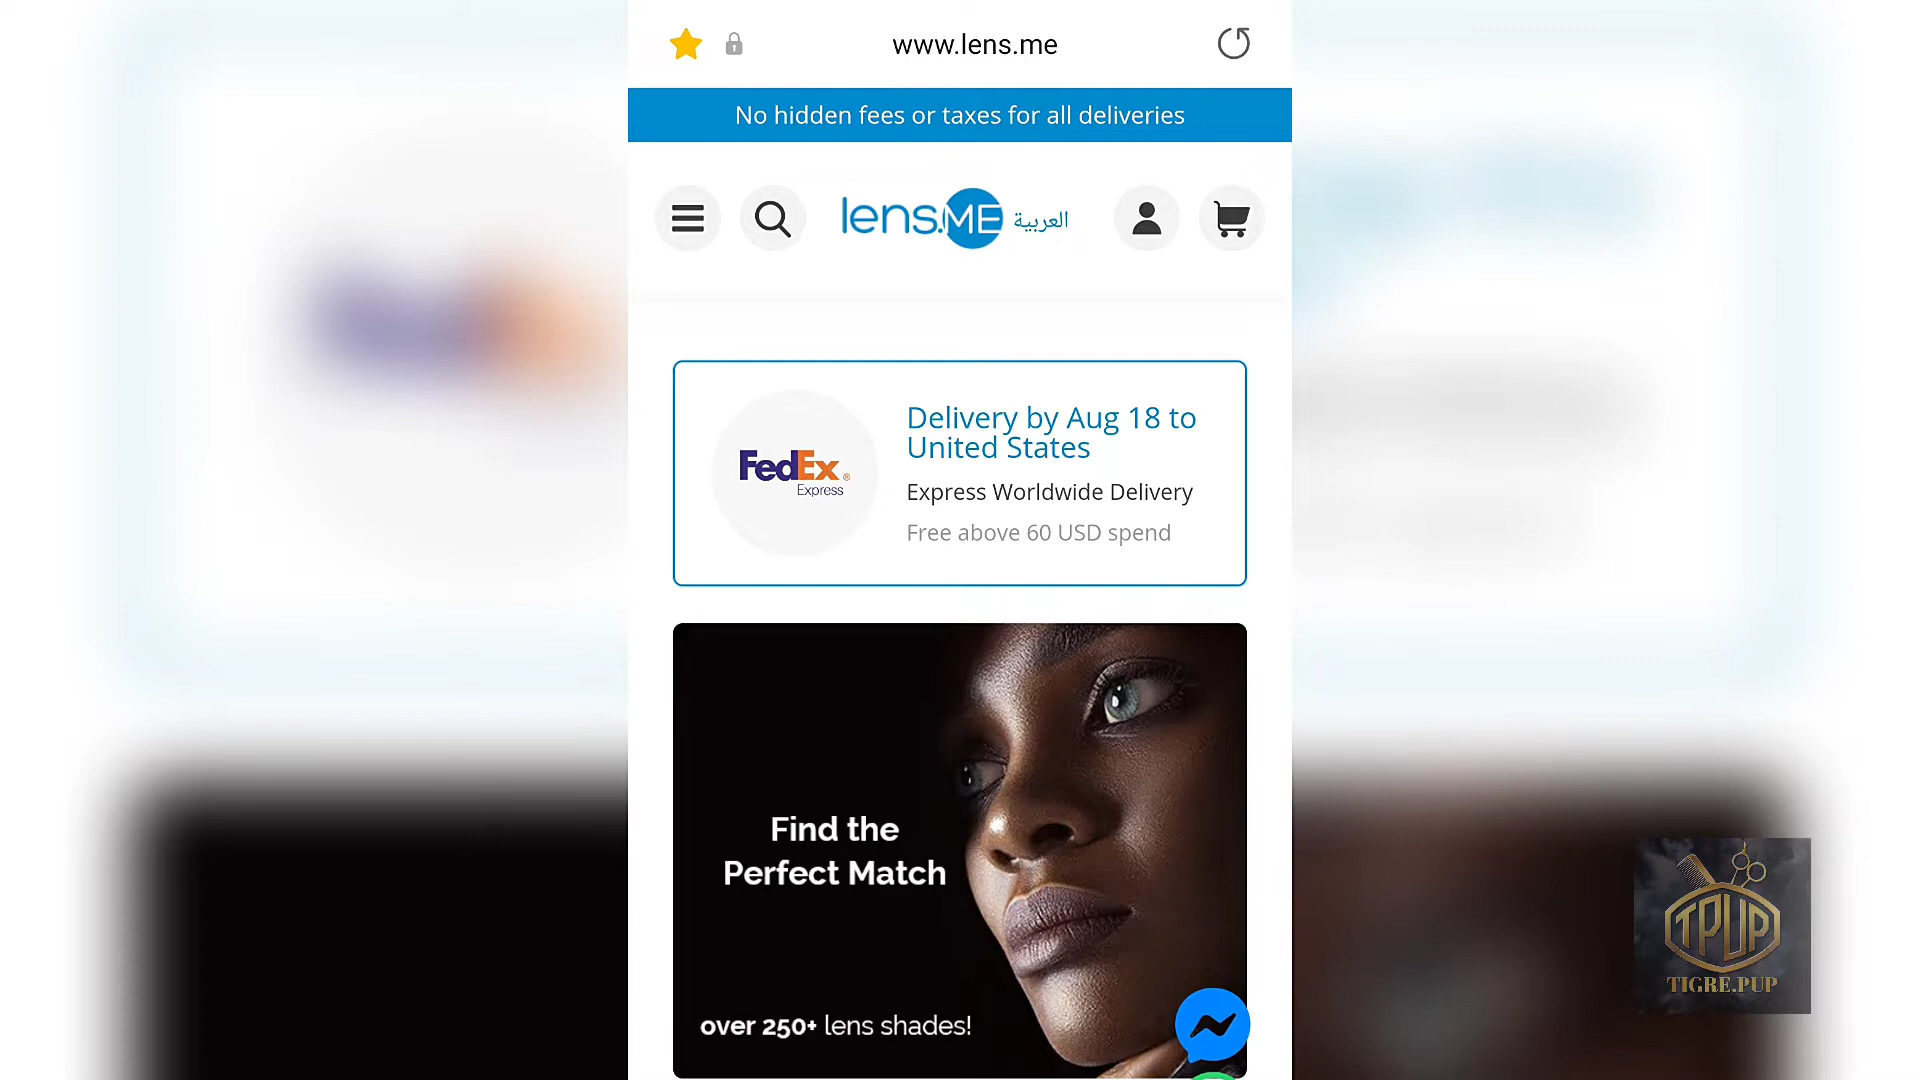 www.lens.me
No hidden fees or taxes for all deliveries
lens.ME العربية
Delivery by Aug 18 to
United States
FedEx®
Express
Express Worldwide Delivery
Free above 60 USD spend
Find the
Perfect Match
over 250+ lens shades!
TPUP
TIGRE.PUP